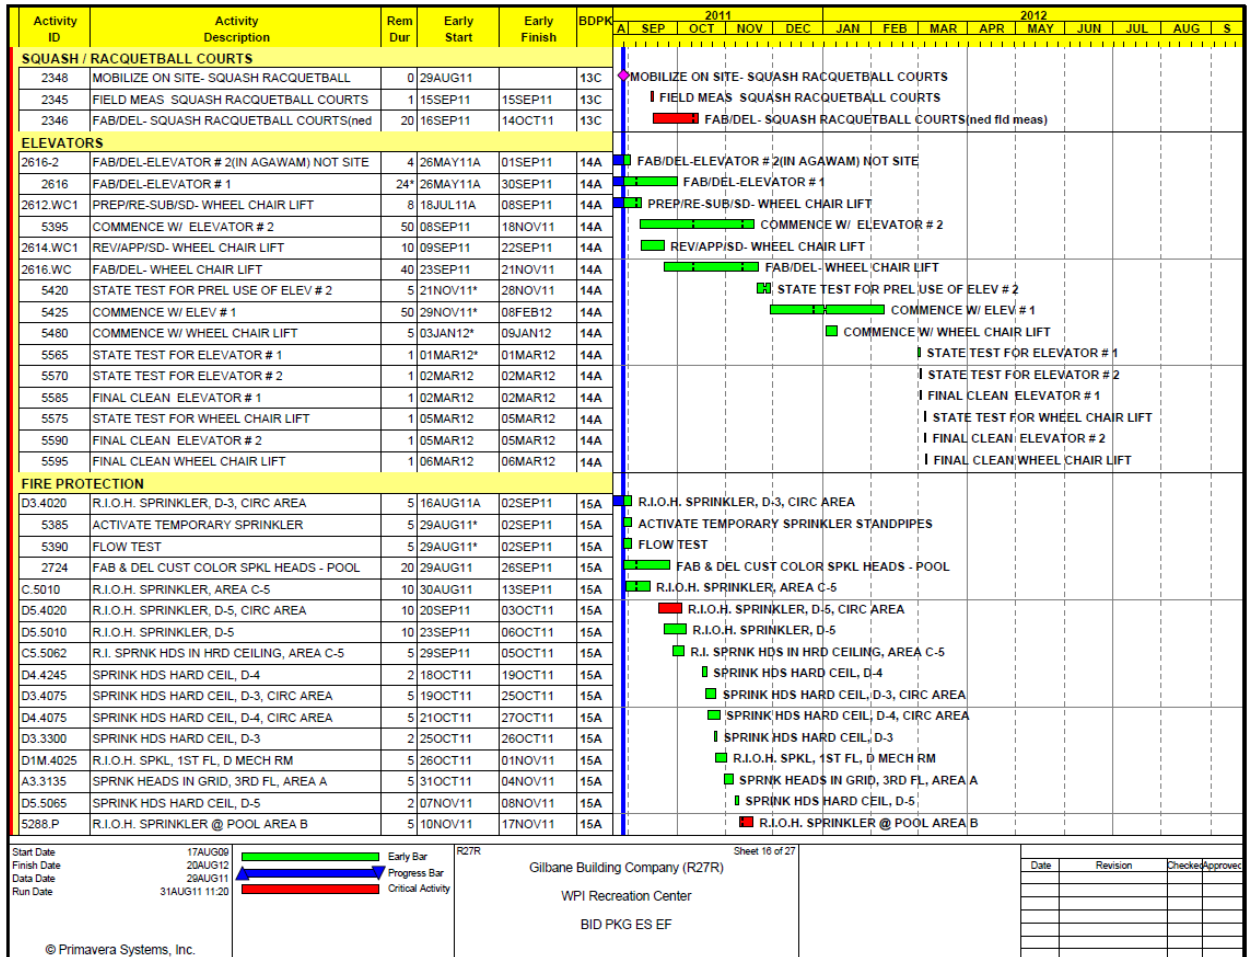 Activity ID Activity Description Rem Dur Early Start Early Finish BDPK 2011 2012
A SEP OCT NOV DEC JAN FEB MAR APR MAY JUN JUL AUG S
SQUASH / RACQUETBALL COURTS
2348 MOBILIZE ON SITE- SQUASH RACQUETBALL 0 29AUG11 13C MOBILIZE ON SITE- SQUASH RACQUETBALL COURTS
2345 FIELD MEAS SQUASH RACQUETBALL COURTS 1 15SEP11 15SEP11 13C FIELD MEAS SQUASH RACQUETBALL COURTS
2346 FAB/DEL- SQUASH RACQUETBALL COURTS(ned 20 16SEP11 14OCT11 13C FAB/DEL- SQUASH RACQUETBALL COURTS(ned fld meas)
ELEVATORS
2616-2 FAB/DEL-ELEVATOR # 2(IN AGAWAM) NOT SITE 4 26MAY11A 01SEP11 14A FAB/DEL-ELEVATOR # 2(IN AGAWAM) NOT SITE
2616 FAB/DEL-ELEVATOR # 1 24* 26MAY11A 30SEP11 14A FAB/DEL-ELEVATOR # 1
2612.WC1 PREP/RE-SUB/SD- WHEEL CHAIR LIFT 8 18JUL11A 08SEP11 14A PREP/RE-SUB/SD- WHEEL CHAIR LIFT
5395 COMMENCE W/ ELEVATOR # 2 50 08SEP11 18NOV11 14A COMMENCE W/ ELEVATOR # 2
2614.WC1 REV/APP/SD- WHEEL CHAIR LIFT 10 09SEP11 22SEP11 14A REV/APP/SD- WHEEL CHAIR LIFT
2616.WC FAB/DEL- WHEEL CHAIR LIFT 40 23SEP11 21NOV11 14A FAB/DEL- WHEEL CHAIR LIFT
5420 STATE TEST FOR PREL USE OF ELEV # 2 5 21NOV11* 28NOV11 14A STATE TEST FOR PREL USE OF ELEV # 2
5425 COMMENCE W/ ELEV # 1 50 29NOV11* 08FEB12 14A COMMENCE W/ ELEV # 1
5480 COMMENCE W/ WHEEL CHAIR LIFT 5 03JAN12* 09JAN12 14A COMMENCE W/ WHEEL CHAIR LIFT
5565 STATE TEST FOR ELEVATOR # 1 1 01MAR12* 01MAR12 14A STATE TEST FOR ELEVATOR # 1
5570 STATE TEST FOR ELEVATOR # 2 1 02MAR12 02MAR12 14A STATE TEST FOR ELEVATOR # 2
5585 FINAL CLEAN ELEVATOR # 1 1 02MAR12 02MAR12 14A FINAL CLEAN ELEVATOR # 1
5575 STATE TEST FOR WHEEL CHAIR LIFT 1 05MAR12 05MAR12 14A STATE TEST FOR WHEEL CHAIR LIFT
5590 FINAL CLEAN ELEVATOR # 2 1 05MAR12 05MAR12 14A FINAL CLEAN ELEVATOR # 2
5595 FINAL CLEAN WHEEL CHAIR LIFT 1 06MAR12 06MAR12 14A FINAL CLEAN WHEEL CHAIR LIFT
FIRE PROTECTION
D3.4020 R.I.O.H. SPRINKLER, D-3, CIRC AREA 5 16AUG11A 02SEP11 15A R.I.O.H. SPRINKLER, D-3, CIRC AREA
5385 ACTIVATE TEMPORARY SPRINKLER 5 29AUG11* 02SEP11 15A ACTIVATE TEMPORARY SPRINKLER STANDPIPES
5390 FLOW TEST 5 29AUG11* 02SEP11 15A FLOW TEST
2724 FAB & DEL CUST COLOR SPKL HEADS - POOL 20 29AUG11 26SEP11 15A FAB & DEL CUST COLOR SPKL HEADS - POOL
C.5010 R.I.O.H. SPRINKLER, AREA C-5 10 30AUG11 13SEP11 15A R.I.O.H. SPRINKLER, AREA C-5
D5.4020 R.I.O.H. SPRINKLER, D-5, CIRC AREA 10 20SEP11 03OCT11 15A R.I.O.H. SPRINKLER, D-5, CIRC AREA
D5.5010 R.I.O.H. SPRINKLER, D-5 10 23SEP11 06OCT11 15A R.I.O.H. SPRINKLER, D-5
C5.5062 R.I. SPRNK HDS IN HRD CEILING, AREA C-5 5 29SEP11 05OCT11 15A R.I. SPRNK HDS IN HRD CEILING, AREA C-5
D4.4245 SPRINK HDS HARD CEIL, D-4 2 18OCT11 19OCT11 15A SPRINK HDS HARD CEIL, D-4
D3.4075 SPRINK HDS HARD CEIL, D-3, CIRC AREA 5 19OCT11 25OCT11 15A SPRINK HDS HARD CEIL, D-3, CIRC AREA
D4.4075 SPRINK HDS HARD CEIL, D-4, CIRC AREA 5 21OCT11 27OCT11 15A SPRINK HDS HARD CEIL, D-4, CIRC AREA
D3.3300 SPRINK HDS HARD CEIL, D-3 2 25OCT11 26OCT11 15A SPRINK HDS HARD CEIL, D-3
D1M.4025 R.I.O.H. SPKL, 1ST FL, D MECH RM 5 26OCT11 01NOV11 15A R.I.O.H. SPKL, 1ST FL, D MECH RM
A3.3135 SPRNK HEADS IN GRID, 3RD FL, AREA A 5 31OCT11 04NOV11 15A SPRNK HEADS IN GRID, 3RD FL, AREA A
D5.5065 SPRINK HDS HARD CEIL, D-5 2 07NOV11 08NOV11 15A SPRINK HDS HARD CEIL, D-5
5288.P R.I.O.H. SPRINKLER @ POOL AREA B 5 10NOV11 17NOV11 15A R.I.O.H. SPRINKLER @ POOL AREA B
Start Date 17AUG09
Finish Date 20AUG12
Data Date 29AUG11
Run Date 31AUG11 11:20
© Primavera Systems, Inc.
Early Bar
Progress Bar
Critical Activity
R27R Sheet 16 of 27
Gilbane Building Company (R27R)
WPI Recreation Center
BID PKG ES EF
Date Revision Checked Approved